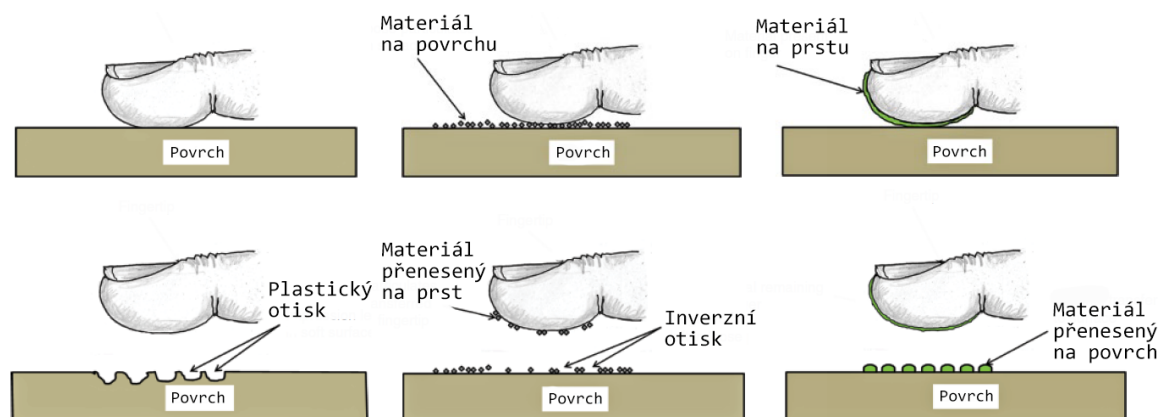 Materiál
na povrchu
Materiál
na prstu
Povrch
Povrch
Povrch
Plastický
otisk
Materiál
přenesený
na prst
Inverzní
otisk
Materiál
přenesený
na povrch
Povrch
Povrch
Povrch